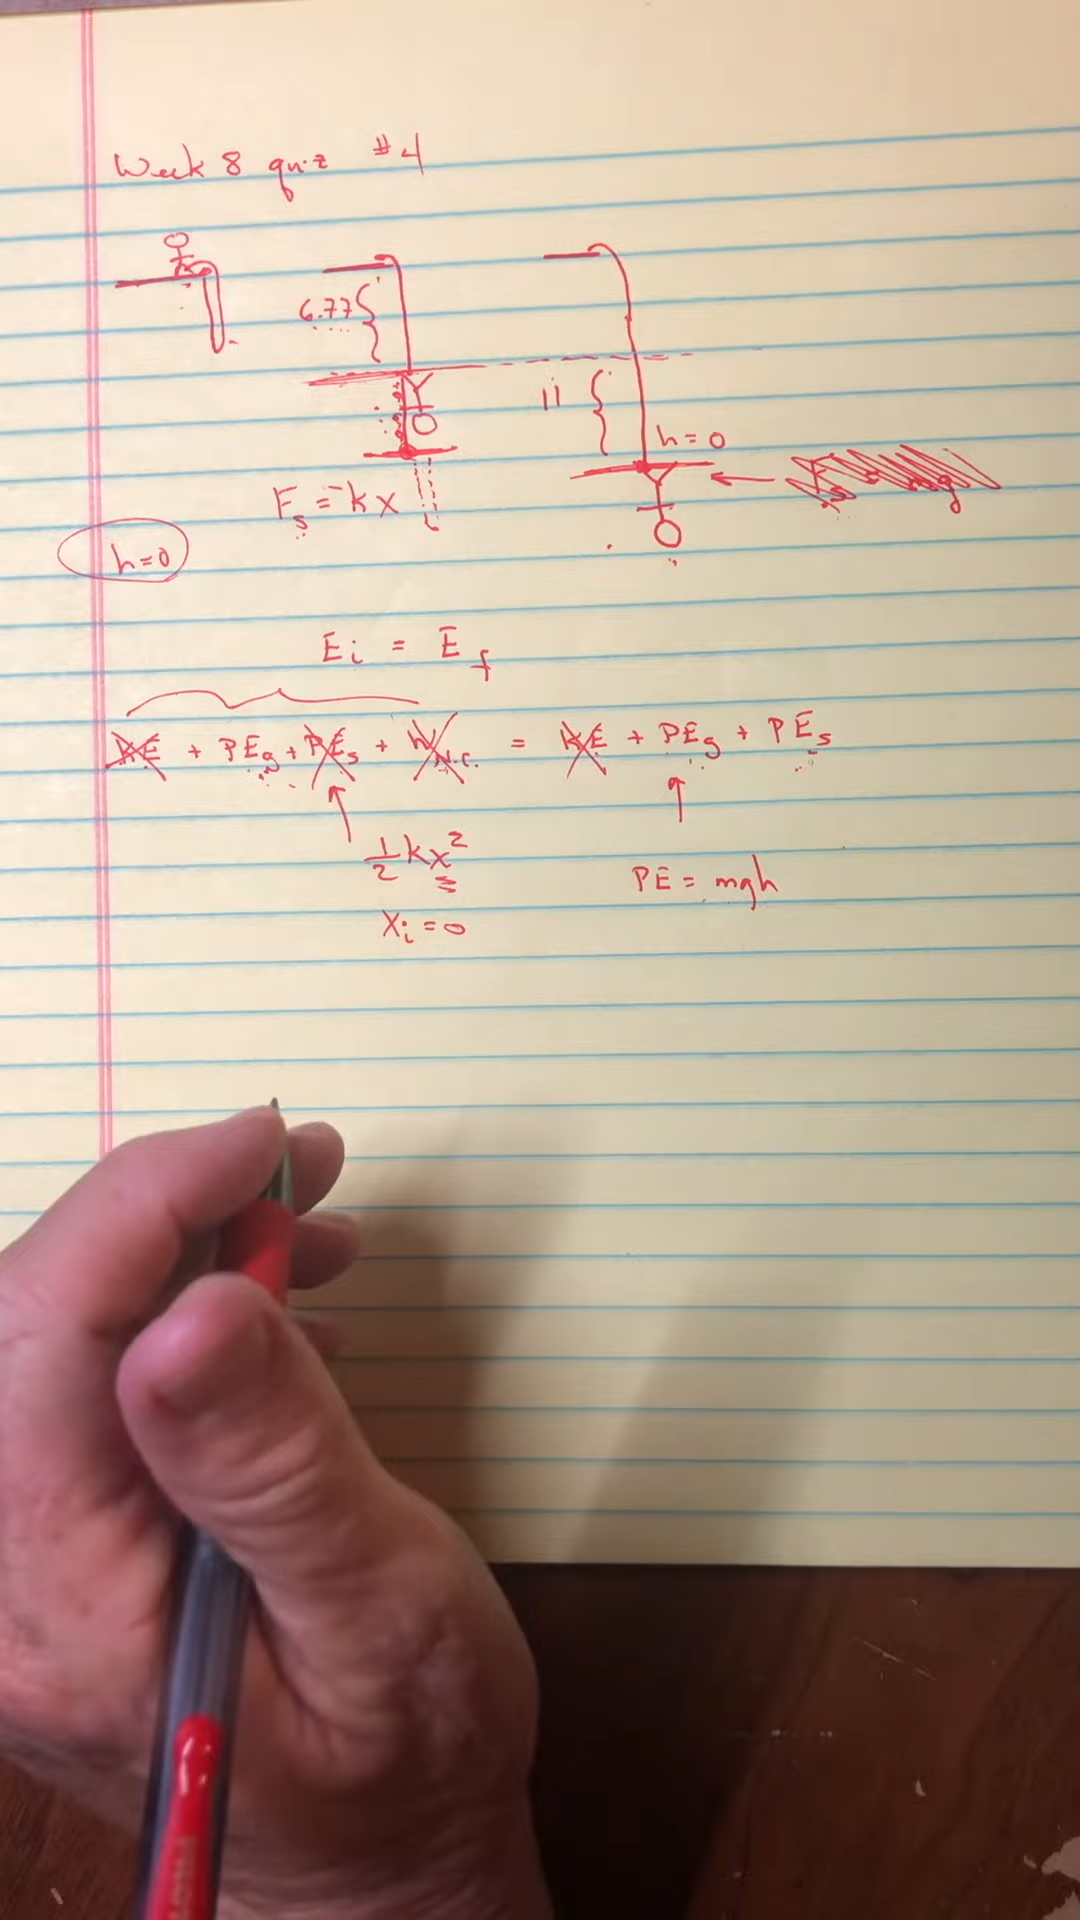 Week 8 quiz #4
6.77
11
h = 0
Fs = -kx
h=0
Ei = Ef
KE + PEg + PEs + WN.C. = KE + PEg + PEs
1/2 kx²
PE = mgh
Xi = 0